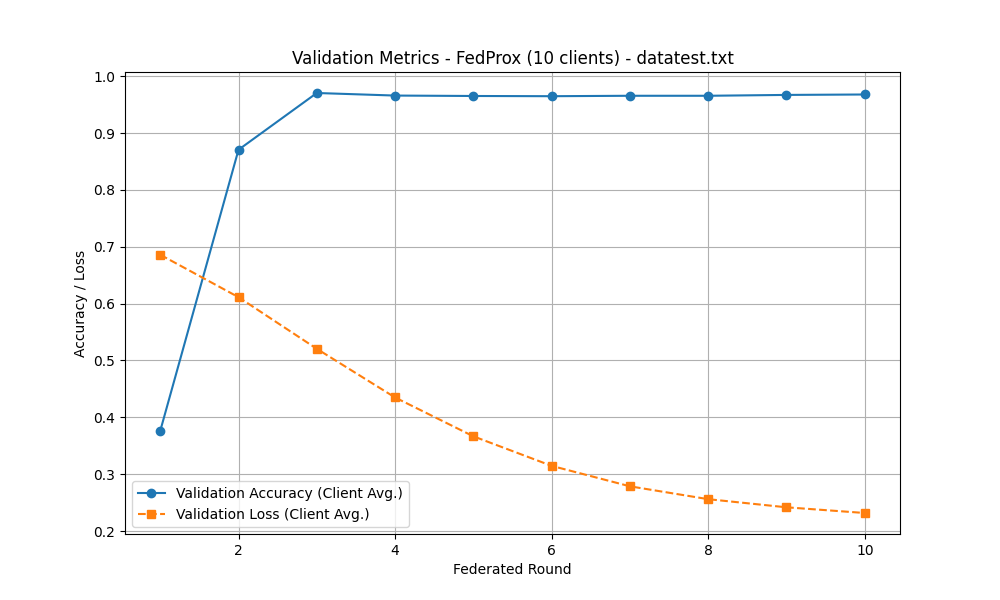 Validation Metrics - FedProx (10 clients) - datatest.txt
1.0
0.9
0.8
0.7
0.6
0.5
0.4
0.3
0.2
Accuracy / Loss
Validation Accuracy (Client Avg.)
Validation Loss (Client Avg.)
2
4
6
8
10
Federated Round